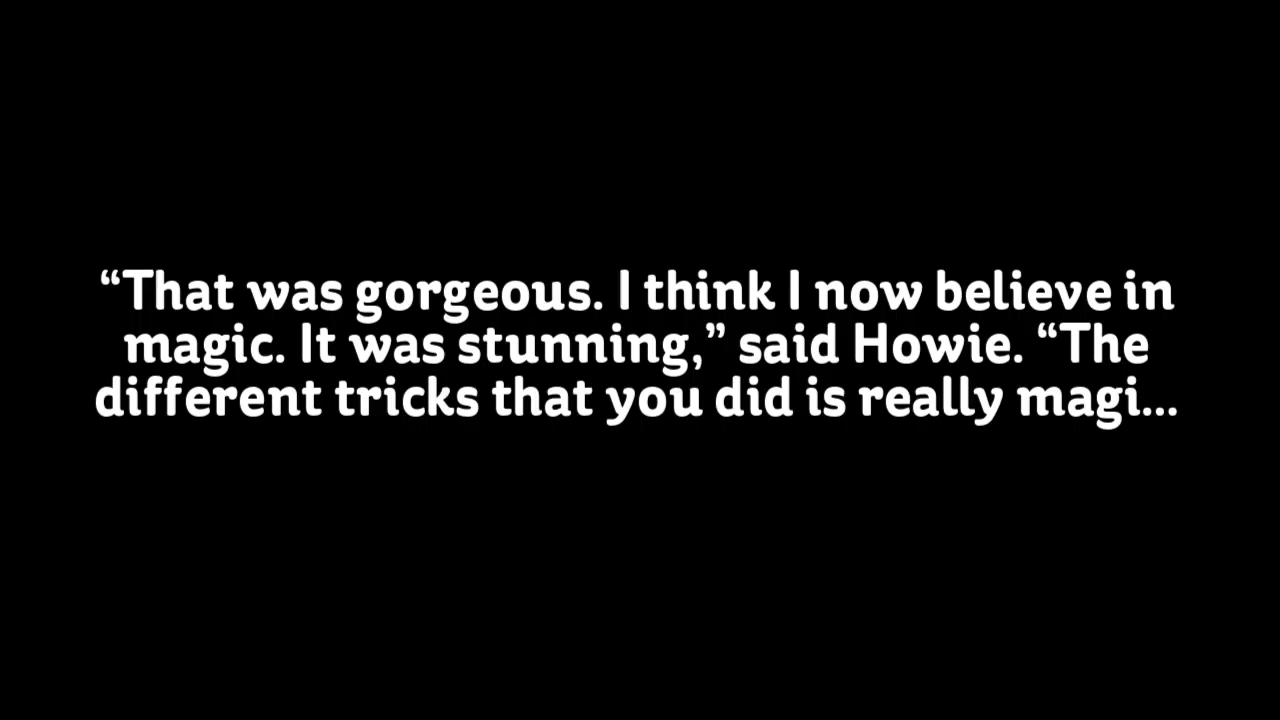 “That was gorgeous. I think I now believe in
magic. It was stunning,” said Howie. “The
different tricks that you did is really magi...